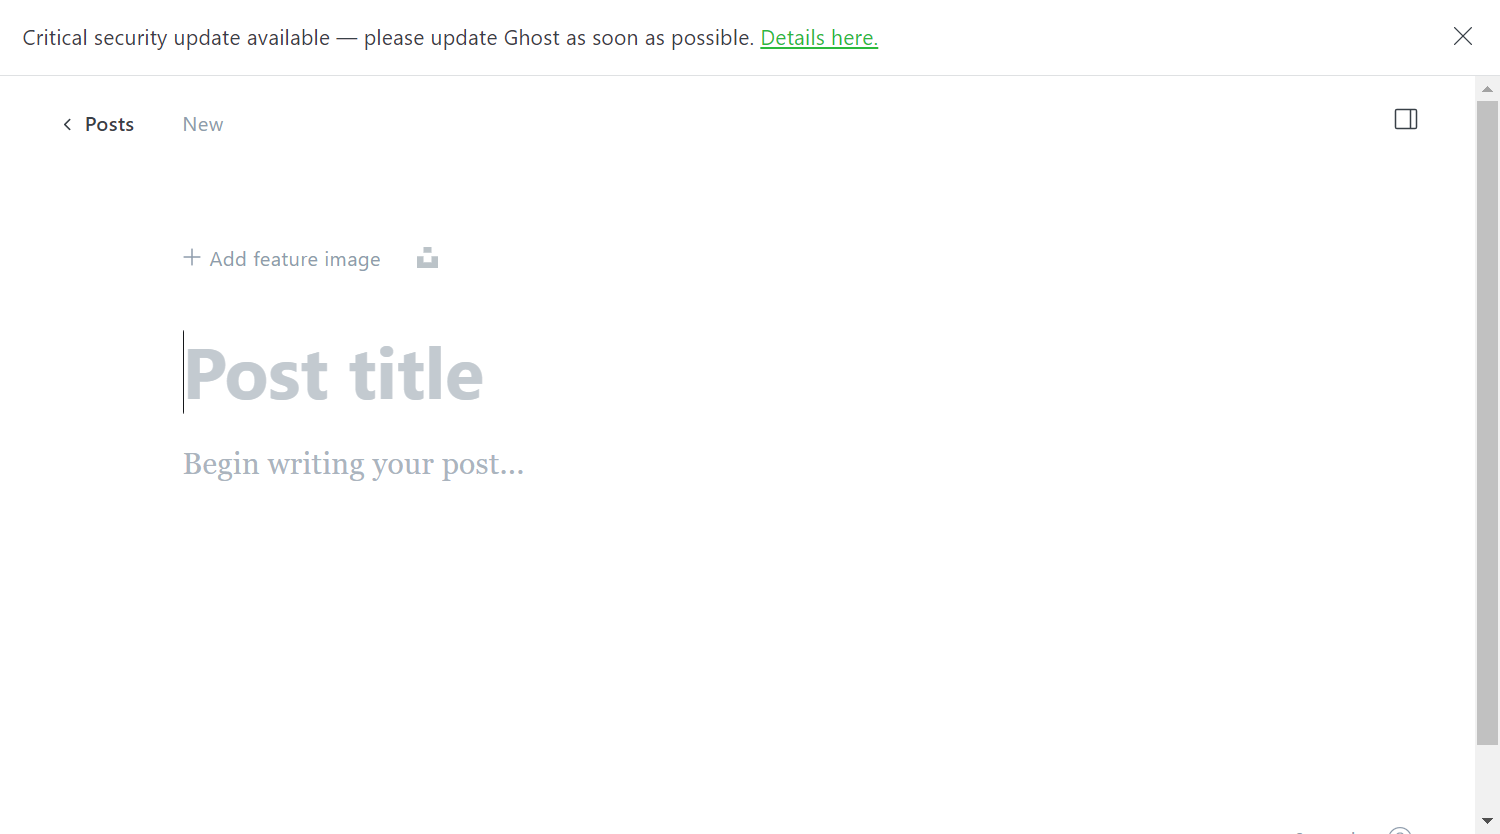 Critical security update available — please update Ghost as soon as possible. Details here.
Posts New
Add feature image
Post title
Begin writing your post...